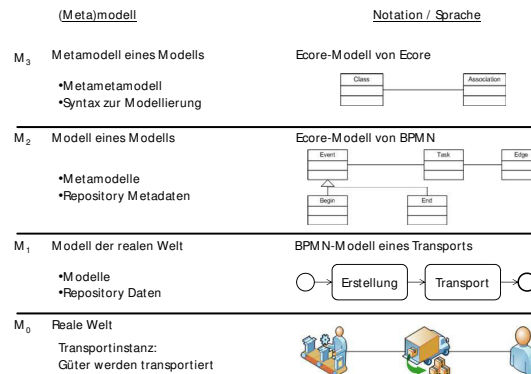 (Meta)modell Notation / Sprache
M3 Metamodell eines Modells Ecore-Modell von Ecore
•Metametamodell
•Syntax zur Modellierung
Class Association
M2 Modell eines Modells Ecore-Modell von BPMN
•Metamodelle
•Repository Metadaten
Event Task Edge
Begin End
M1 Modell der realen Welt BPMN-Modell eines Transports
•Modelle
•Repository Daten
Erstellung Transport
M0 Reale Welt
Transportinstanz:
Güter werden transportiert